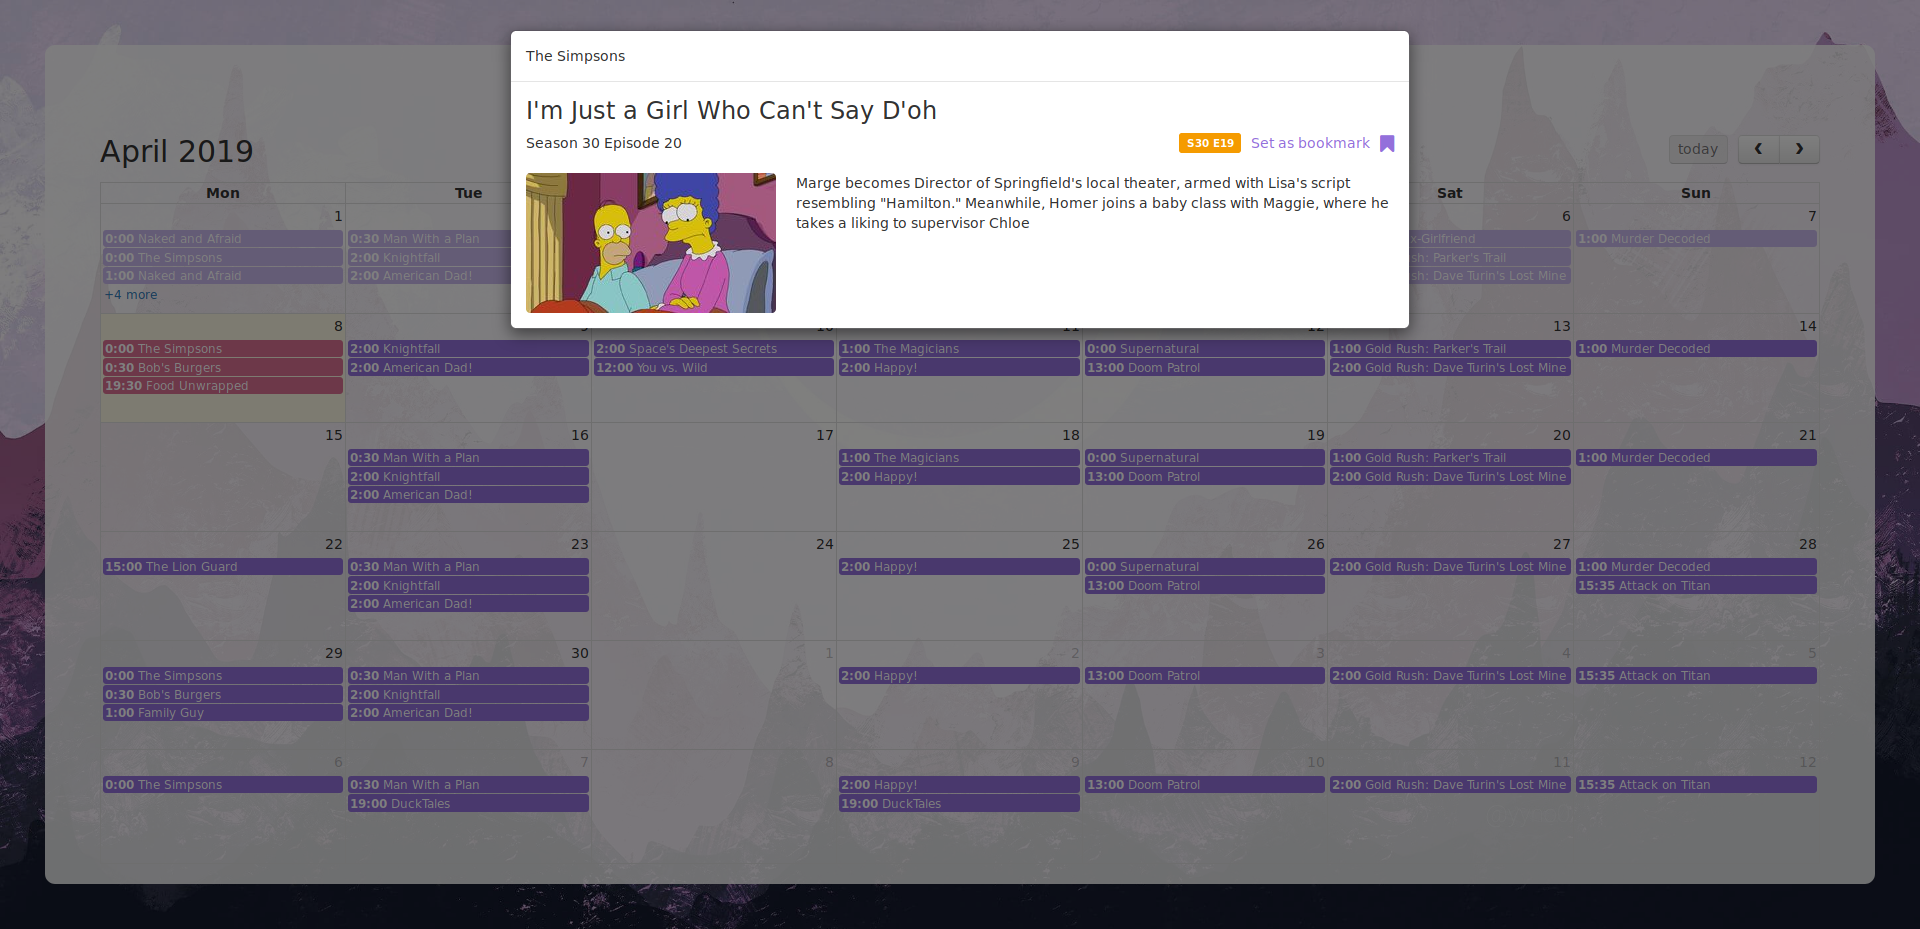 The Simpsons
I'm Just a Girl Who Can't Say D'oh
Season 30 Episode 20
S30 E19 Set as bookmark
Marge becomes Director of Springfield's local theater, armed with Lisa's script
resembling "Hamilton." Meanwhile, Homer joins a baby class with Maggie, where he
takes a liking to supervisor Chloe
April 2019
today
Mon Tue Sat Sun
1 6 7
0:00 Naked and Afraid
0:00 The Simpsons
1:00 Naked and Afraid
+4 more
0:30 Man With a Plan
2:00 Knightfall
2:00 American Dad!
x-Girlfriend
sh: Parker's Trail
sh: Dave Turin's Lost Mine
1:00 Murder Decoded
8 9 10 11 12 13 14
0:00 The Simpsons
0:30 Bob's Burgers
19:30 Food Unwrapped
2:00 Knightfall
2:00 American Dad!
2:00 Space's Deepest Secrets
12:00 You vs. Wild
1:00 The Magicians
2:00 Happy!
0:00 Supernatural
13:00 Doom Patrol
1:00 Gold Rush: Parker's Trail
2:00 Gold Rush: Dave Turin's Lost Mine
1:00 Murder Decoded
15 16 17 18 19 20 21
0:30 Man With a Plan
2:00 Knightfall
2:00 American Dad!
1:00 The Magicians
2:00 Happy!
0:00 Supernatural
13:00 Doom Patrol
1:00 Gold Rush: Parker's Trail
2:00 Gold Rush: Dave Turin's Lost Mine
1:00 Murder Decoded
22 23 24 25 26 27 28
15:00 The Lion Guard
0:30 Man With a Plan
2:00 Knightfall
2:00 American Dad!
2:00 Happy!
0:00 Supernatural
13:00 Doom Patrol
2:00 Gold Rush: Dave Turin's Lost Mine
1:00 Murder Decoded
15:35 Attack on Titan
29 30 1 2 3 4 5
0:00 The Simpsons
0:30 Bob's Burgers
1:00 Family Guy
0:30 Man With a Plan
2:00 Knightfall
2:00 American Dad!
2:00 Happy!
13:00 Doom Patrol
2:00 Gold Rush: Dave Turin's Lost Mine
15:35 Attack on Titan
6 7 8 9 10 11 12
0:00 The Simpsons
0:30 Man With a Plan
19:00 DuckTales
2:00 Happy!
19:00 DuckTales
13:00 Doom Patrol
2:00 Gold Rush: Dave Turin's Lost Mine
15:35 Attack on Titan